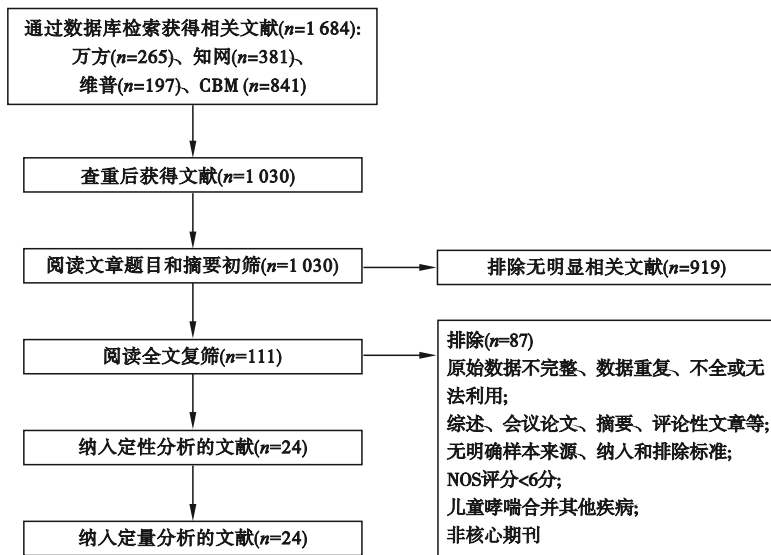 通过数据库检索获得相关文献(n=1 684):
万方(n=265)、知网(n=381)、
维普(n=197)、CBM (n=841)
查重后获得文献(n=1 030)
阅读文章题目和摘要初筛(n=1 030)
排除无明显相关文献(n=919)
阅读全文复筛(n=111)
排除(n=87)
原始数据不完整、数据重复、不全或无
法利用;
综述、会议论文、摘要、评论性文章等;
无明确样本来源、纳入和排除标准;
NOS评分<6分;
儿童哮喘合并其他疾病;
非核心期刊
纳入定性分析的文献(n=24)
纳入定量分析的文献(n=24)